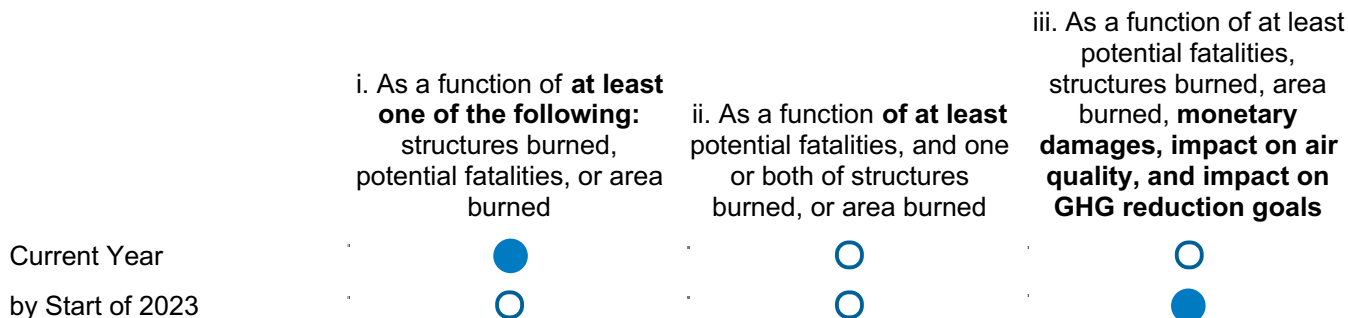 i. As a function of at least
one of the following:
structures burned,
potential fatalities, or area
burned
ii. As a function of at least
potential fatalities, and one
or both of structures
burned, or area burned
iii. As a function of at least
potential fatalities,
structures burned, area
burned, monetary
damages, impact on air
quality, and impact on
GHG reduction goals
Current Year
by Start of 2023